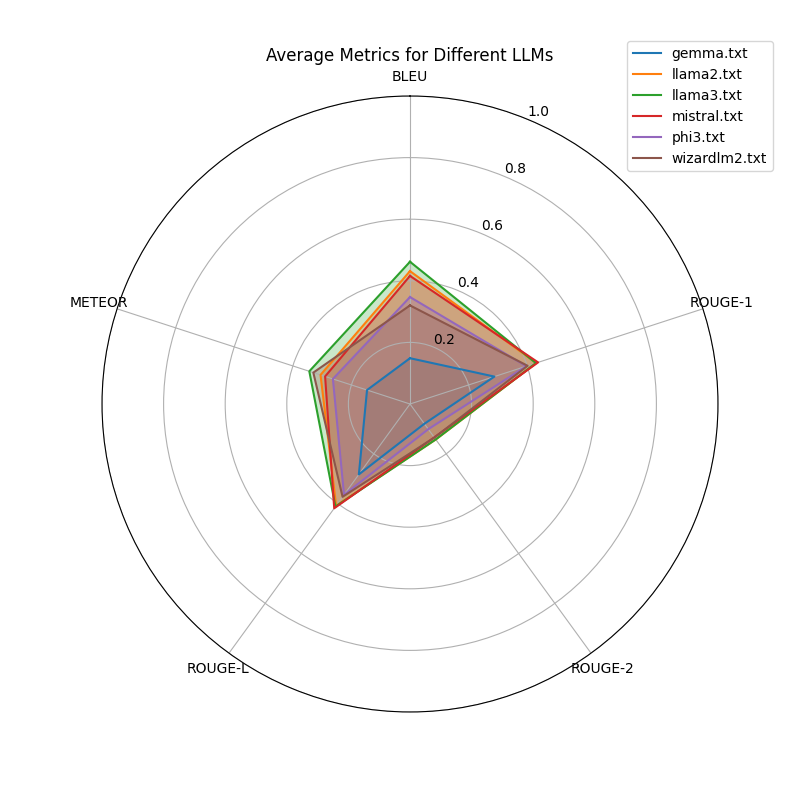 Average Metrics for Different LLMs
BLEU
gemma.txt
llama2.txt
llama3.txt
mistral.txt
phi3.txt
wizardlm2.txt
1.0
0.8
0.6
0.4
0.2
METEOR
ROUGE-1
ROUGE-L
ROUGE-2